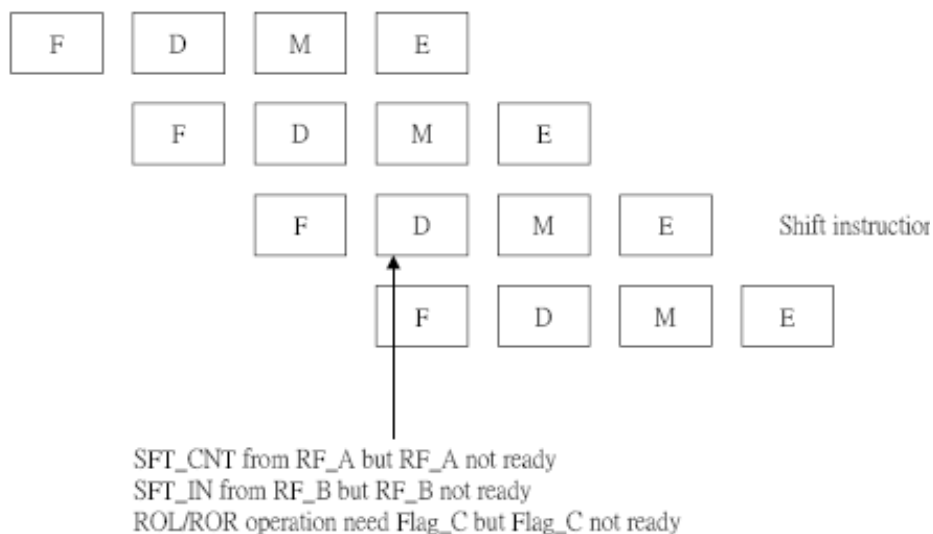 F D M E
F D M E
F D M E Shift instruction
F D M E
SFT_CNT from RF_A but RF_A not ready
SFT_IN from RF_B but RF_B not ready
ROL/ROR operation need Flag_C but Flag_C not ready